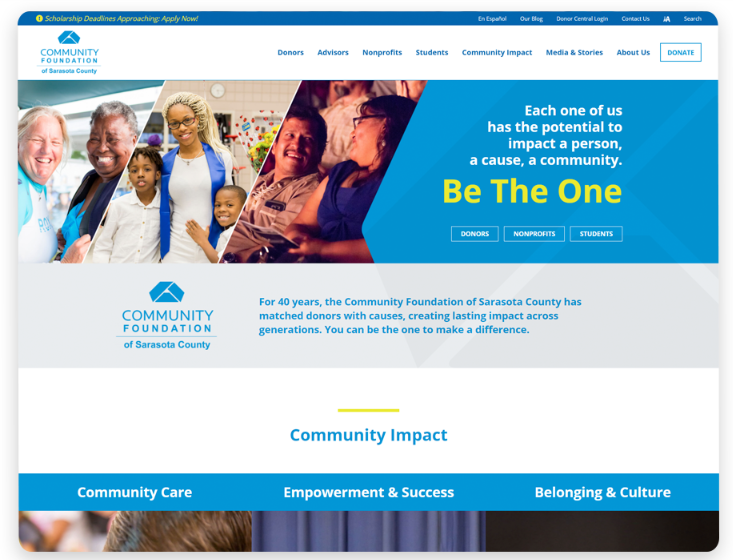 Scholarship Deadlines Approaching: Apply Now!
En Español Our Blog Donor Central Login Contact Us Search
COMMUNITY
FOUNDATION
of Sarasota County
Donors Advisors Nonprofits Students Community Impact Media & Stories About Us DONATE
Each one of us
has the potential to
impact a person,
a cause, a community.
Be The One
DONORS NONPROFITS STUDENTS
COMMUNITY
FOUNDATION
of Sarasota County
For 40 years, the Community Foundation of Sarasota County has
matched donors with causes, creating lasting impact across
generations. You can be the one to make a difference.
Community Impact
Community Care Empowerment & Success Belonging & Culture